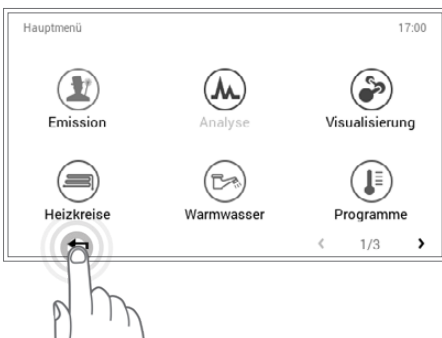 Hauptmenü 17:00
Emission Analyse Visualisierung
Heizkreise Warmwasser Programme
1/3